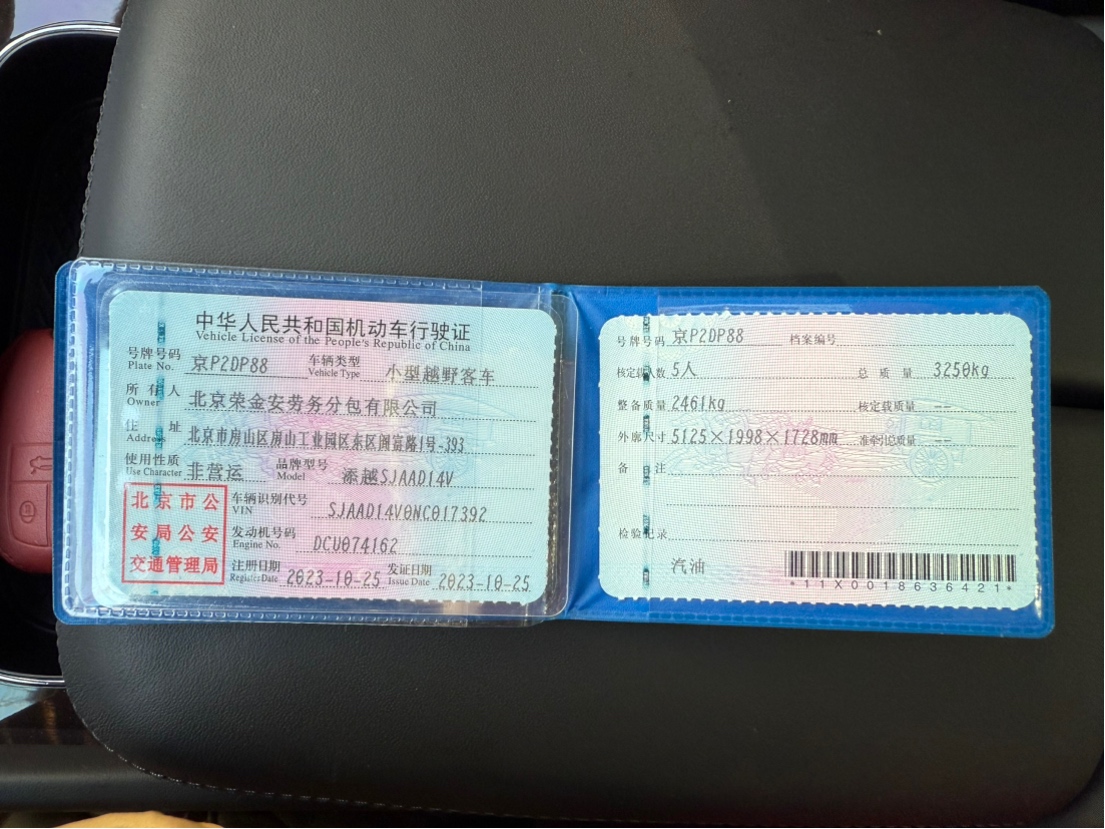 中华人民共和国机动车行驶证
Vehicle License of the People's Republic of China
号牌号码 京P2DP88 车辆类型 小型越野客车
Plate No. Vehicle Type
所有人 北京荣金安劳务分包有限公司
Owner
住址 北京市房山区房山工业园区东区阎富路1号-393
Address
使用性质 非营运 品牌型号 添越SJAAD14V
Use Character Model
北京市公
安局公安
交通管理局
车辆识别代号 SJAAD14V0NC017392
VIN
发动机号码 DCU074162
Engine No.
注册日期 2023-10-25 发证日期 2023-10-25
Register Date Issue Date
号牌号码 京P2DP88 档案编号
核定载人数 5人 总质量 3250kg
整备质量 2461kg 核定载质量 --
外廓尺寸 5125×1998×1728mm 准牵引总质量 --
备注
检验记录
汽油
*11X0018636421*